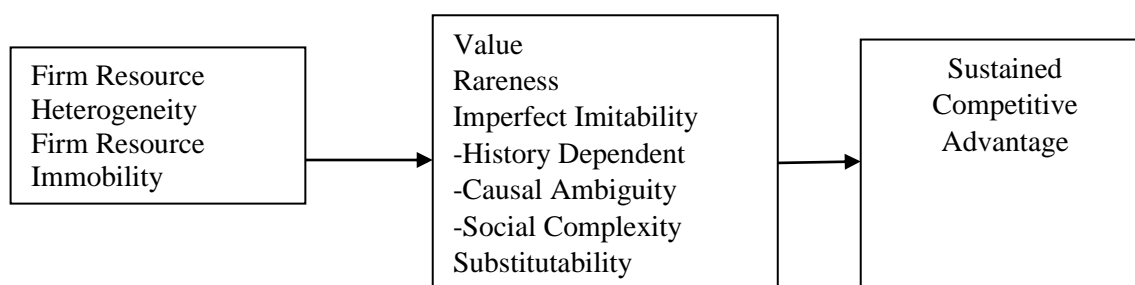 Firm Resource
Heterogeneity
Firm Resource
Immobility
Value
Rareness
Imperfect Imitability
-History Dependent
-Causal Ambiguity
-Social Complexity
Substitutability
Sustained
Competitive
Advantage